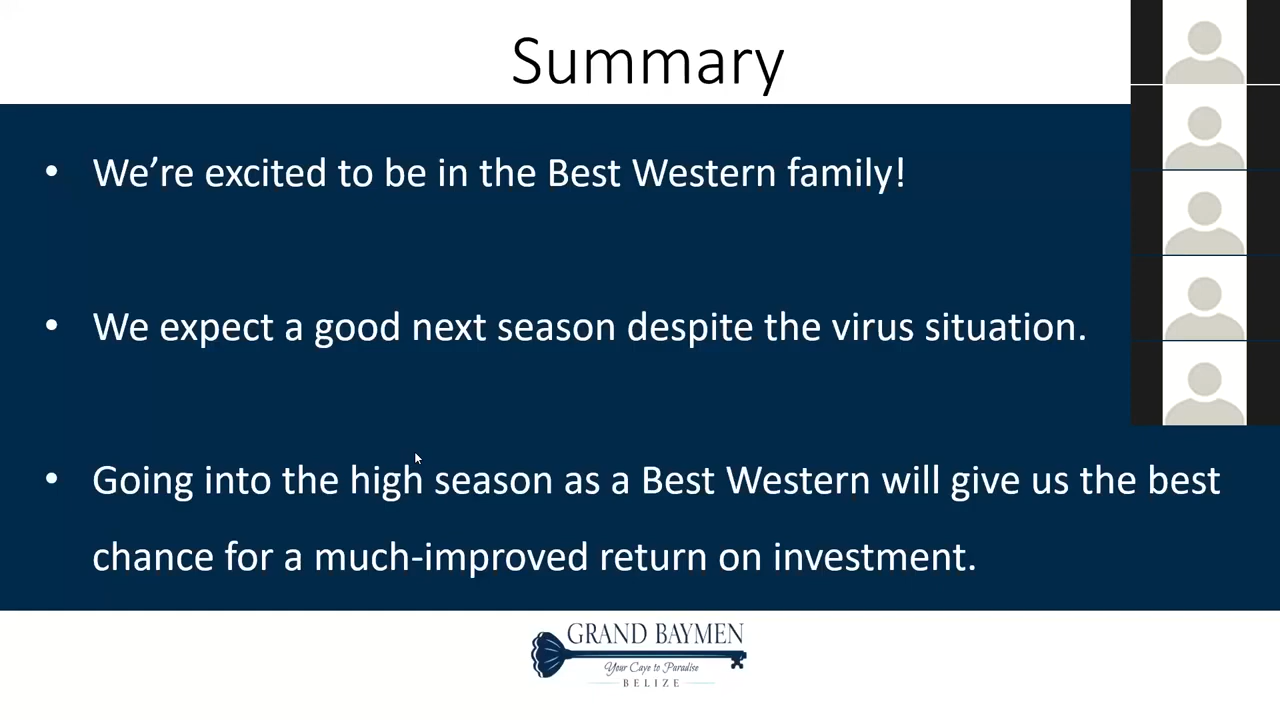 Summary
• We’re excited to be in the Best Western family!
• We expect a good next season despite the virus situation.
• Going into the high season as a Best Western will give us the best
chance for a much-improved return on investment.
GRAND BAYMEN
Your Caye to Paradise
BELIZE